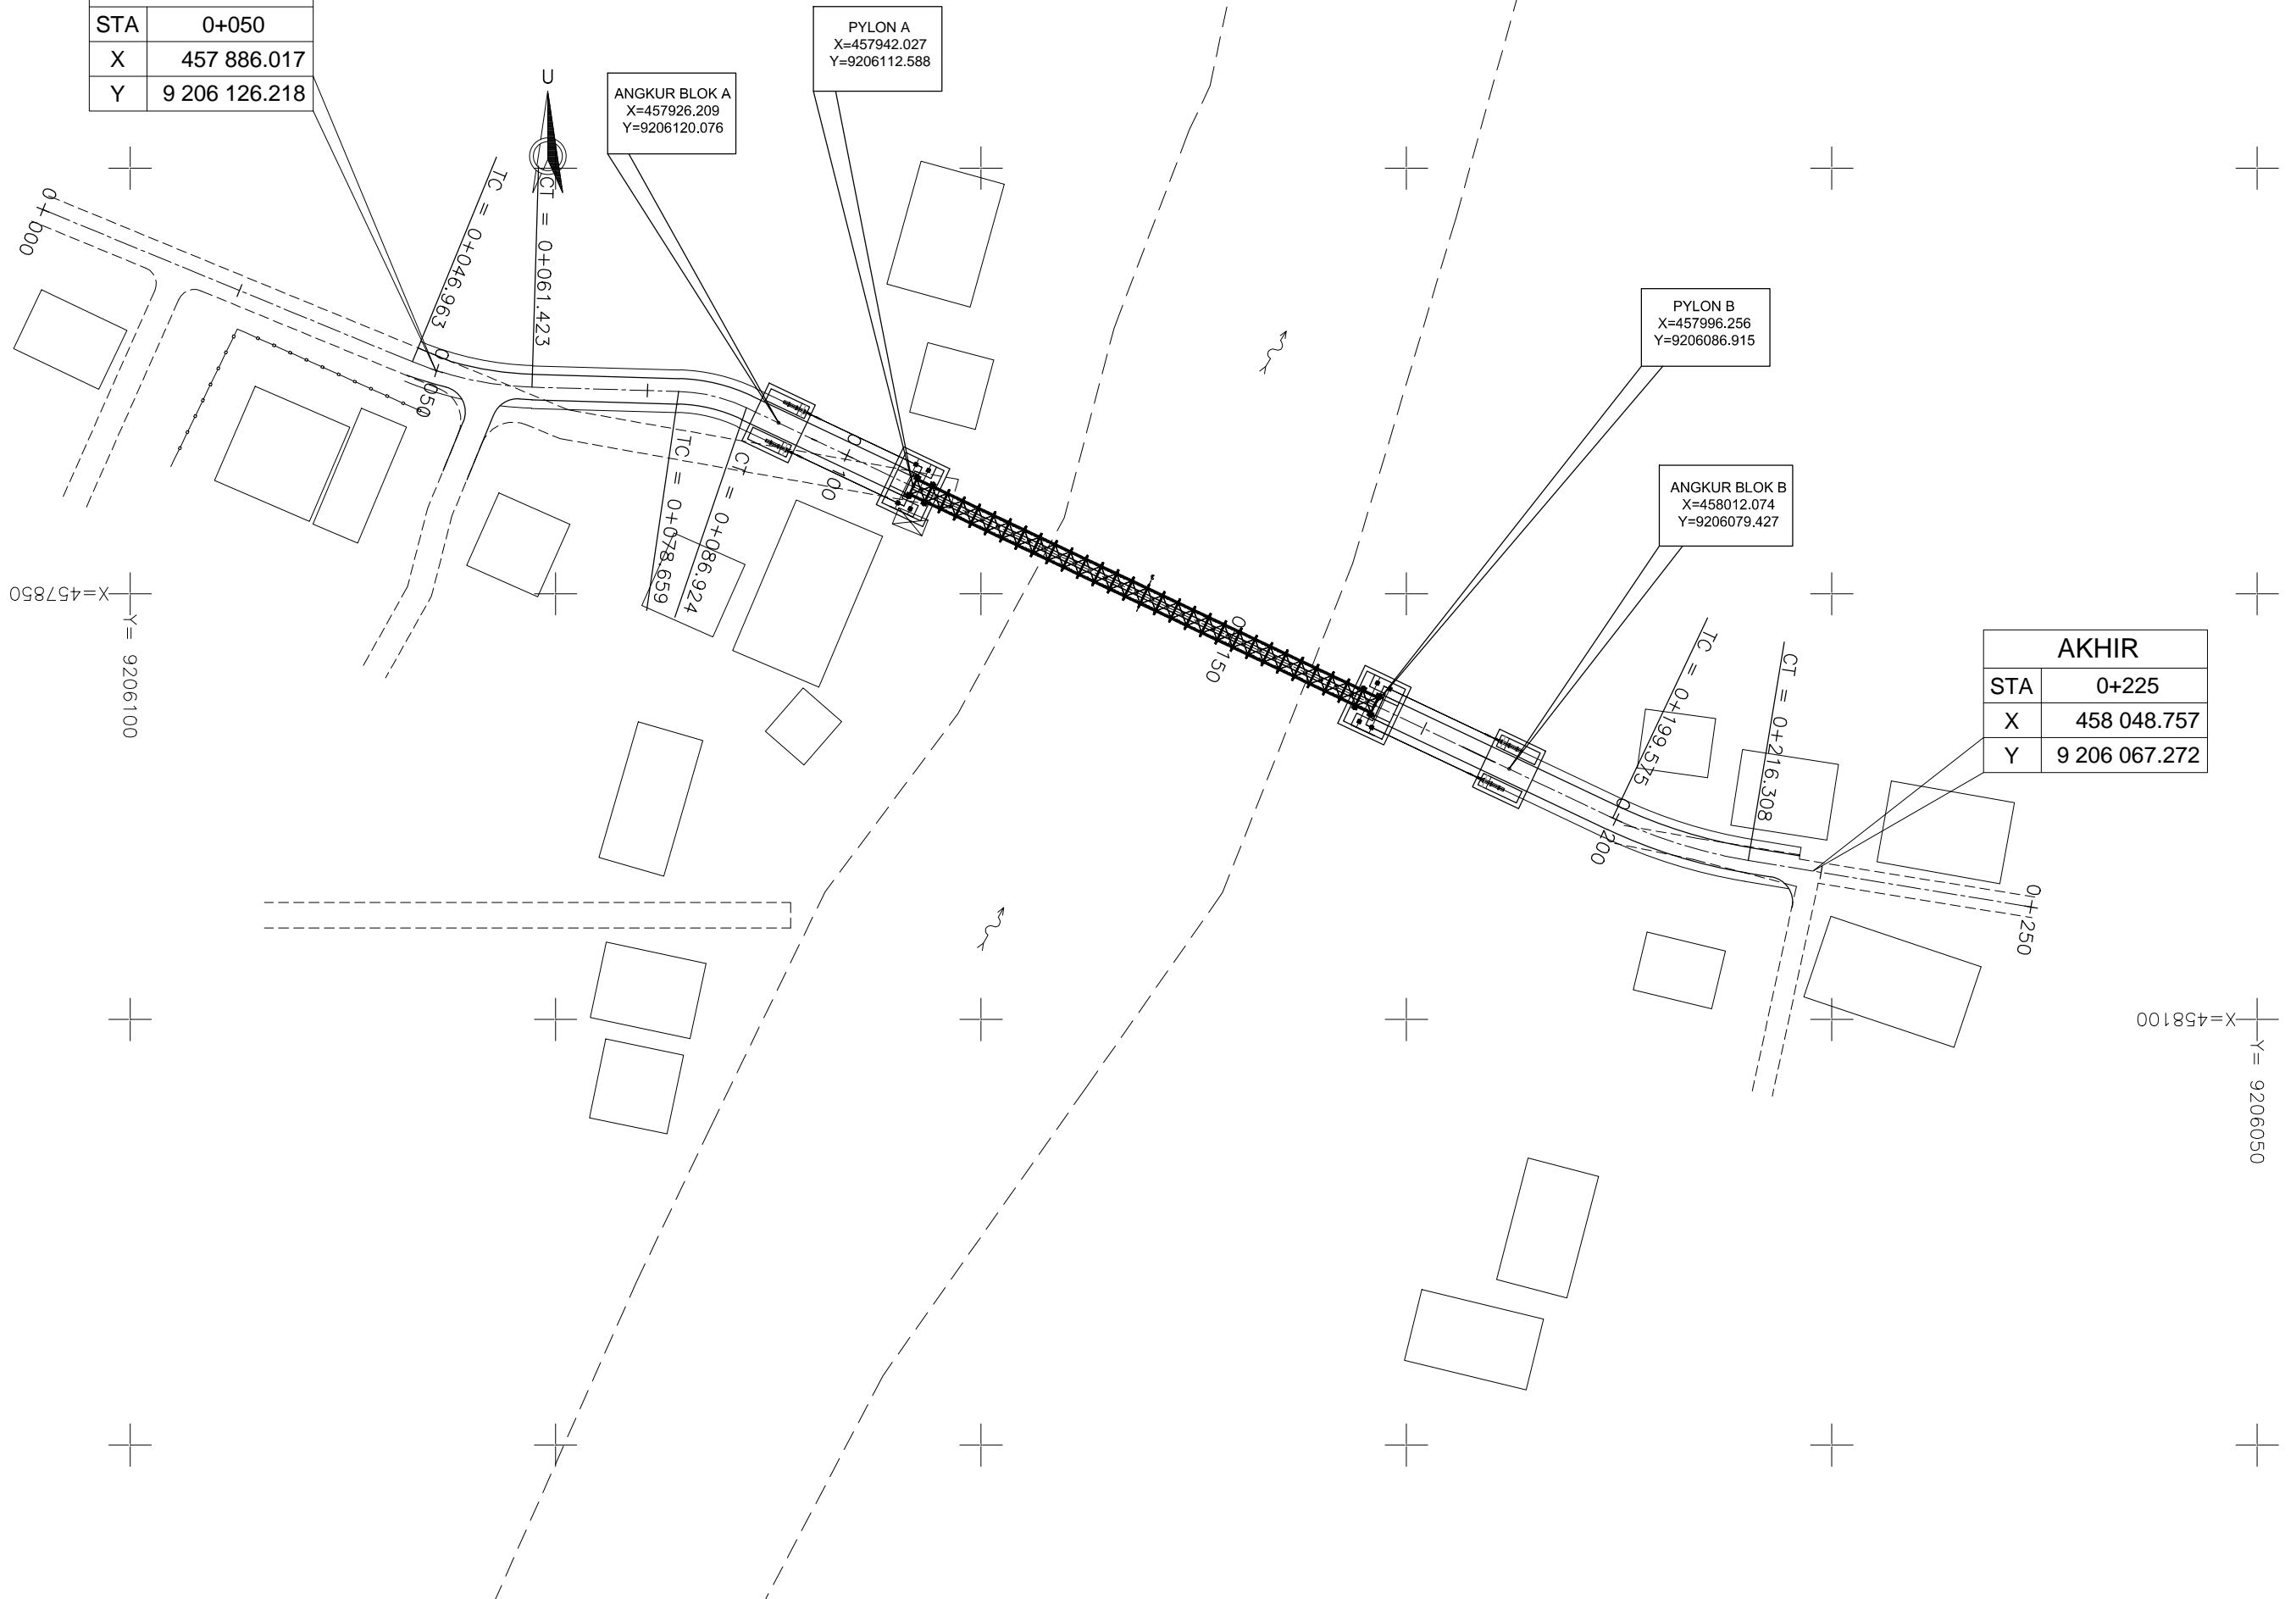 STA 0+050
X 457 886.017
Y 9 206 126.218
U
ANGKUR BLOK A
X=457926.209
Y=9206120.076
PYLON A
X=457942.027
Y=9206112.588
PYLON B
X=457996.256
Y=9206086.915
ANGKUR BLOK B
X=458012.074
Y=9206079.427
AKHIR
STA 0+225
X 458 048.757
Y 9 206 067.272
0+000
TC = 0+046.963
CT = 0+061.423
0+050
TC = 0+078.659
CT = 0+086.924
0+100
0+150
TC = 0+199.575
0+200
CT = 0+216.308
0+250
X=457850
Y= 9206100
X=458100
Y= 9206050